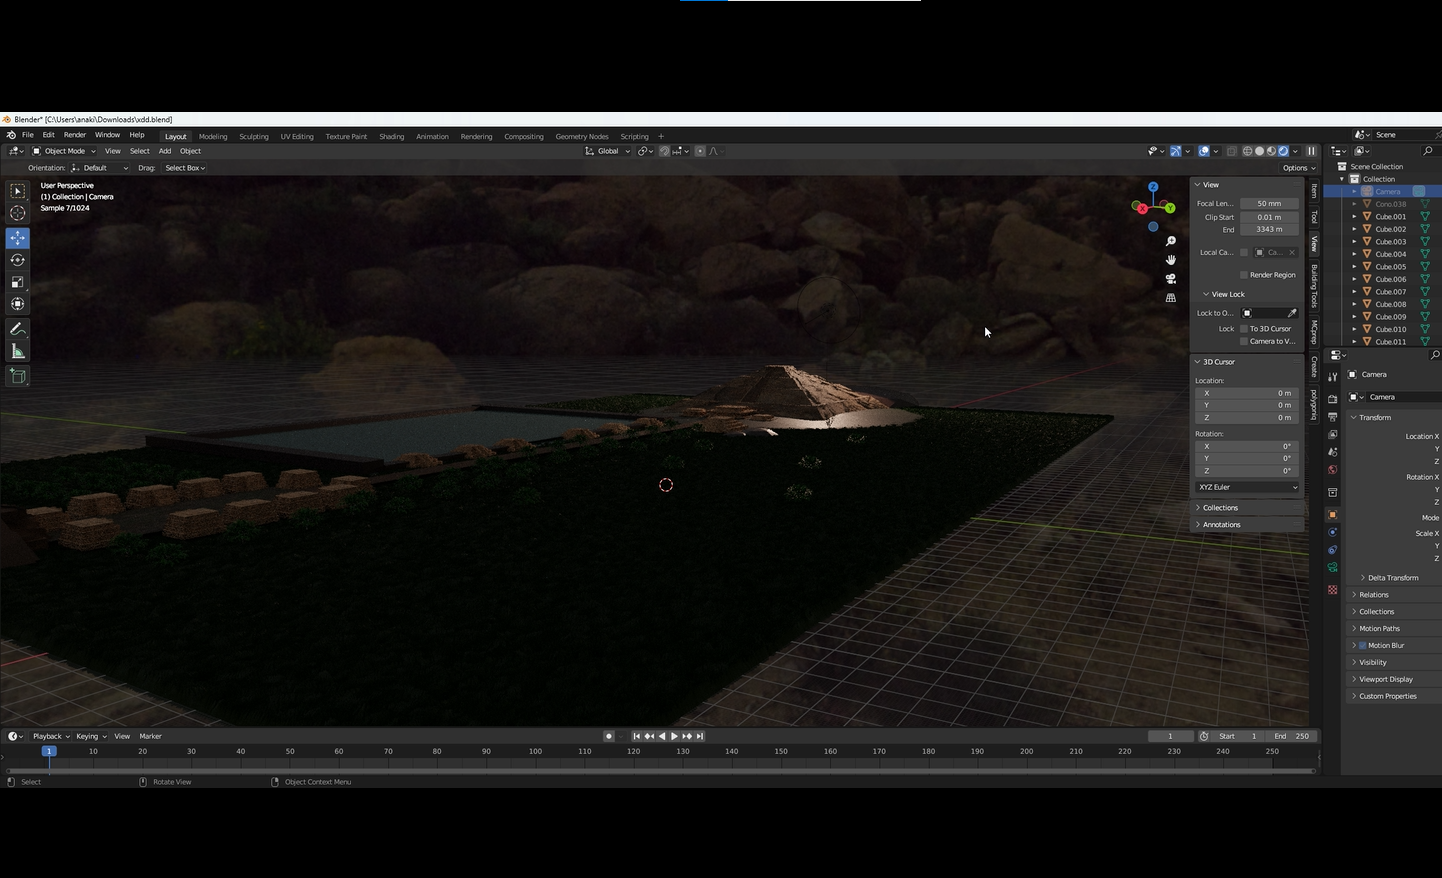 Blender* [C:\Users\anaki\Downloads\xdd.blend]
File Edit Render Window Help Layout Modeling Sculpting UV Editing Texture Paint Shading Animation Rendering Compositing Geometry Nodes Scripting + Scene
Object Mode View Select Add Object Global
Orientation: Default Drag: Select Box Options
User Perspective
(1) Collection | Camera
Sample 7/1024
Z
X
Y
View
Focal Len... 50 mm
Clip Start 0.01 m
End 3343 m
Local Ca... Ca...
Render Region
View Lock
Lock to O...
Lock To 3D Cursor
Camera to V...
3D Cursor
Location:
X 0 m
Y 0 m
Z 0 m
Rotation:
X 0°
Y 0°
Z 0°
XYZ Euler
Collections
Annotations
Item
Tool
View
Building Tools
MCprep
Create
polygoniq
Scene Collection
Collection
Camera
Cono.038
Cube.001
Cube.002
Cube.003
Cube.004
Cube.005
Cube.006
Cube.007
Cube.008
Cube.009
Cube.010
Cube.011
Camera
Camera
Transform
Location X
Y
Z
Rotation X
Y
Z
Mode
Scale X
Y
Z
Delta Transform
Relations
Collections
Motion Paths
Motion Blur
Visibility
Viewport Display
Custom Properties
Playback Keying View Marker 1 Start 1 End 250
1 10 20 30 40 50 60 70 80 90 100 110 120 130 140 150 160 170 180 190 200 210 220 230 240 250
Select Rotate View Object Context Menu